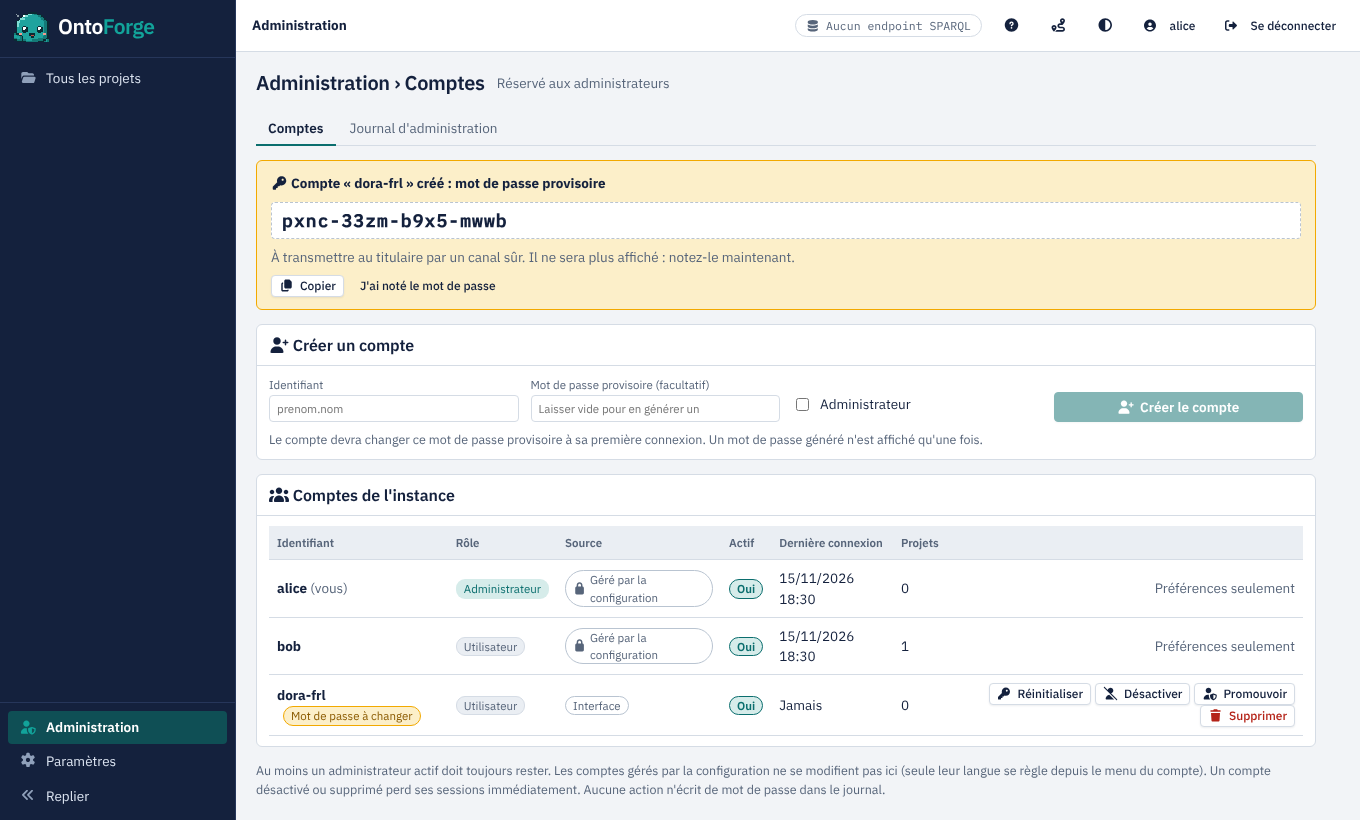 OntoForge
Administration
Aucun endpoint SPARQL
alice
Se déconnecter
Tous les projets
Administration › Comptes
Réservé aux administrateurs
Comptes
Journal d'administration
Compte « dora-frl » créé : mot de passe provisoire
pxnc-33zm-b9x5-mwwb
À transmettre au titulaire par un canal sûr. Il ne sera plus affiché : notez-le maintenant.
Copier
J'ai noté le mot de passe
Créer un compte
Identifiant
Mot de passe provisoire (facultatif)
prenom.nom
Laisser vide pour en générer un
Administrateur
Créer le compte
Le compte devra changer ce mot de passe provisoire à sa première connexion. Un mot de passe généré n'est affiché qu'une fois.
Comptes de l'instance
Identifiant Rôle Source Actif Dernière connexion Projets
alice (vous) Administrateur Géré par la configuration Oui 15/11/2026 18:30 0 Préférences seulement
bob Utilisateur Géré par la configuration Oui 15/11/2026 18:30 1 Préférences seulement
dora-frl Mot de passe à changer Utilisateur Interface Oui Jamais 0 Réinitialiser Désactiver Promouvoir Supprimer
Au moins un administrateur actif doit toujours rester. Les comptes gérés par la configuration ne se modifient pas ici (seule leur langue se règle depuis le menu du compte). Un compte
désactivé ou supprimé perd ses sessions immédiatement. Aucune action n'écrit de mot de passe dans le journal.
Administration
Paramètres
Replier